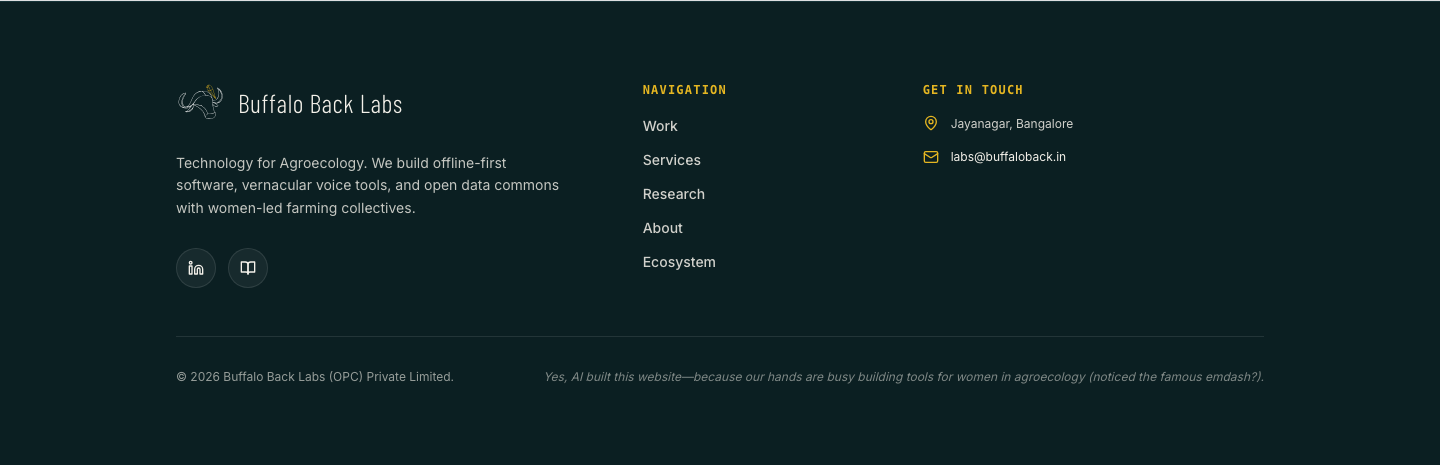 Buffalo Back Labs
Technology for Agroecology. We build offline-first
software, vernacular voice tools, and open data commons
with women-led farming collectives.
NAVIGATION
Work
Services
Research
About
Ecosystem
GET IN TOUCH
Jayanagar, Bangalore
labs@buffaloback.in
© 2026 Buffalo Back Labs (OPC) Private Limited.
Yes, AI built this website—because our hands are busy building tools for women in agroecology (noticed the famous emdash?).